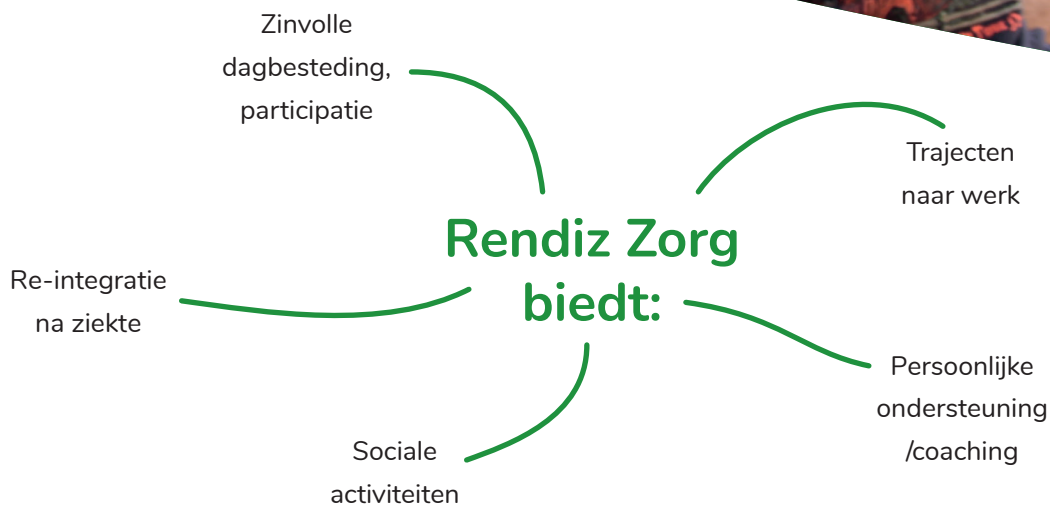 Zinvolle
dagbesteding,
participatie
Trajecten
naar werk
Rendiz Zorg
biedt:
Re-integratie
na ziekte
Persoonlijke
ondersteuning
/coaching
Sociale
activiteiten